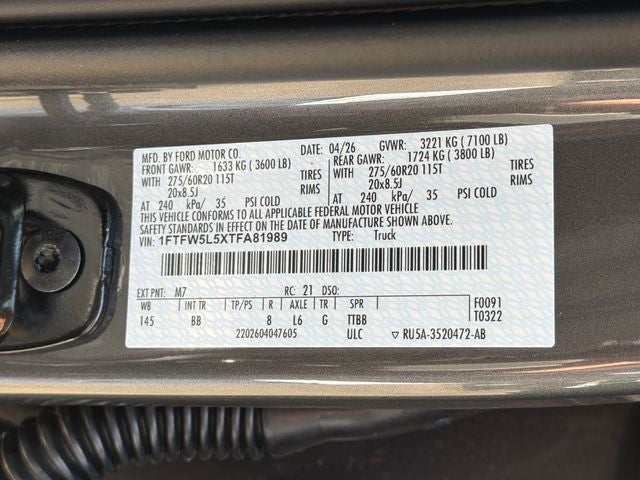 MFD. BY FORD MOTOR CO. DATE: 04/26 GVWR: 3221 KG ( 7100 LB)
FRONT GAWR: 1633 KG ( 3600 LB) REAR GAWR: 1724 KG ( 3800 LB)
WITH 275/60R20 115T TIRES WITH 275/60R20 115T TIRES
20x8.5J RIMS 20x8.5J RIMS
AT 240 kPa/ 35 PSI COLD AT 240 kPa/ 35 PSI COLD
THIS VEHICLE CONFORMS TO ALL APPLICABLE FEDERAL MOTOR VEHICLE
SAFETY STANDARDS IN EFFECT ON THE DATE OF MANUFACTURE SHOWN ABOVE.
VIN: 1FTFW5L5XTFA81989 TYPE: Truck
EXT PNT: M7 RC: 21 DSO:
WB INT TR TP/PS R AXLE TR SPR F0091
145 BB 8 L6 G TTBB T0322
2202604047605 ULC RU5A-3520472-AB